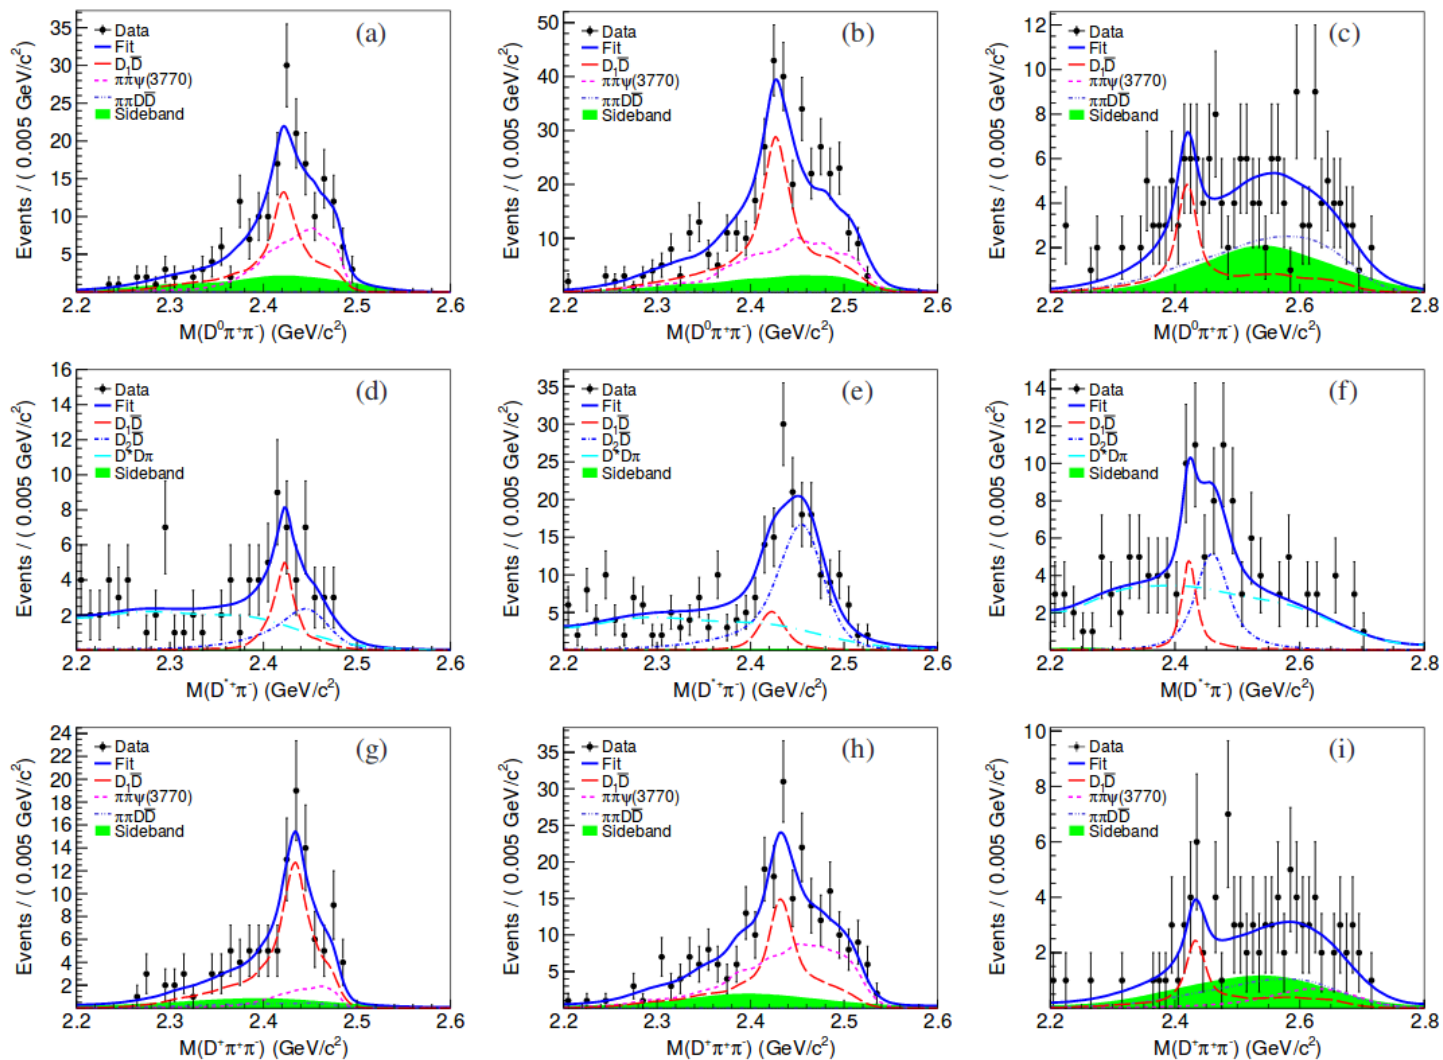 (a)
Events / ( 0.005 GeV/c²)
35
30
25
20
15
10
5
Data
Fit
D₁D̄
ππψ(3770)
ππDD̄
Sideband
2.2 2.3 2.4 2.5 2.6
M(D⁰π⁺π⁻) (GeV/c²)
(b)
Events / ( 0.005 GeV/c²)
50
40
30
20
10
Data
Fit
D₁D̄
ππψ(3770)
ππDD̄
Sideband
2.2 2.3 2.4 2.5 2.6
M(D⁰π⁺π⁻) (GeV/c²)
(c)
Events / ( 0.005 GeV/c²)
12
10
8
6
4
2
Data
Fit
D₁D̄
ππψ(3770)
ππDD̄
Sideband
2.2 2.4 2.6 2.8
M(D⁰π⁺π⁻) (GeV/c²)
(d)
Events / ( 0.005 GeV/c²)
16
14
12
10
8
6
4
2
Data
Fit
D₁D̄
D₂D̄
D*Dπ
Sideband
2.2 2.3 2.4 2.5 2.6
M(D*⁺π⁻) (GeV/c²)
(e)
Events / ( 0.005 GeV/c²)
35
30
25
20
15
10
5
Data
Fit
D₁D̄
D₂D̄
D*Dπ
Sideband
2.2 2.3 2.4 2.5 2.6
M(D*⁺π⁻) (GeV/c²)
(f)
Events / ( 0.005 GeV/c²)
14
12
10
8
6
4
2
Data
Fit
D₁D̄
D₂D̄
D*Dπ
Sideband
2.2 2.4 2.6 2.8
M(D*⁺π⁻) (GeV/c²)
(g)
Events / ( 0.005 GeV/c²)
24
22
20
18
16
14
12
10
8
6
4
2
Data
Fit
D₁D̄
ππψ(3770)
ππDD̄
Sideband
2.2 2.3 2.4 2.5 2.6
M(D⁺π⁺π⁻) (GeV/c²)
(h)
Events / ( 0.005 GeV/c²)
35
30
25
20
15
10
5
Data
Fit
D₁D̄
ππψ(3770)
ππDD̄
Sideband
2.2 2.3 2.4 2.5 2.6
M(D⁺π⁺π⁻) (GeV/c²)
(i)
Events / ( 0.005 GeV/c²)
10
8
6
4
2
Data
Fit
D₁D̄
ππψ(3770)
ππDD̄
Sideband
2.2 2.4 2.6 2.8
M(D⁺π⁺π⁻) (GeV/c²)